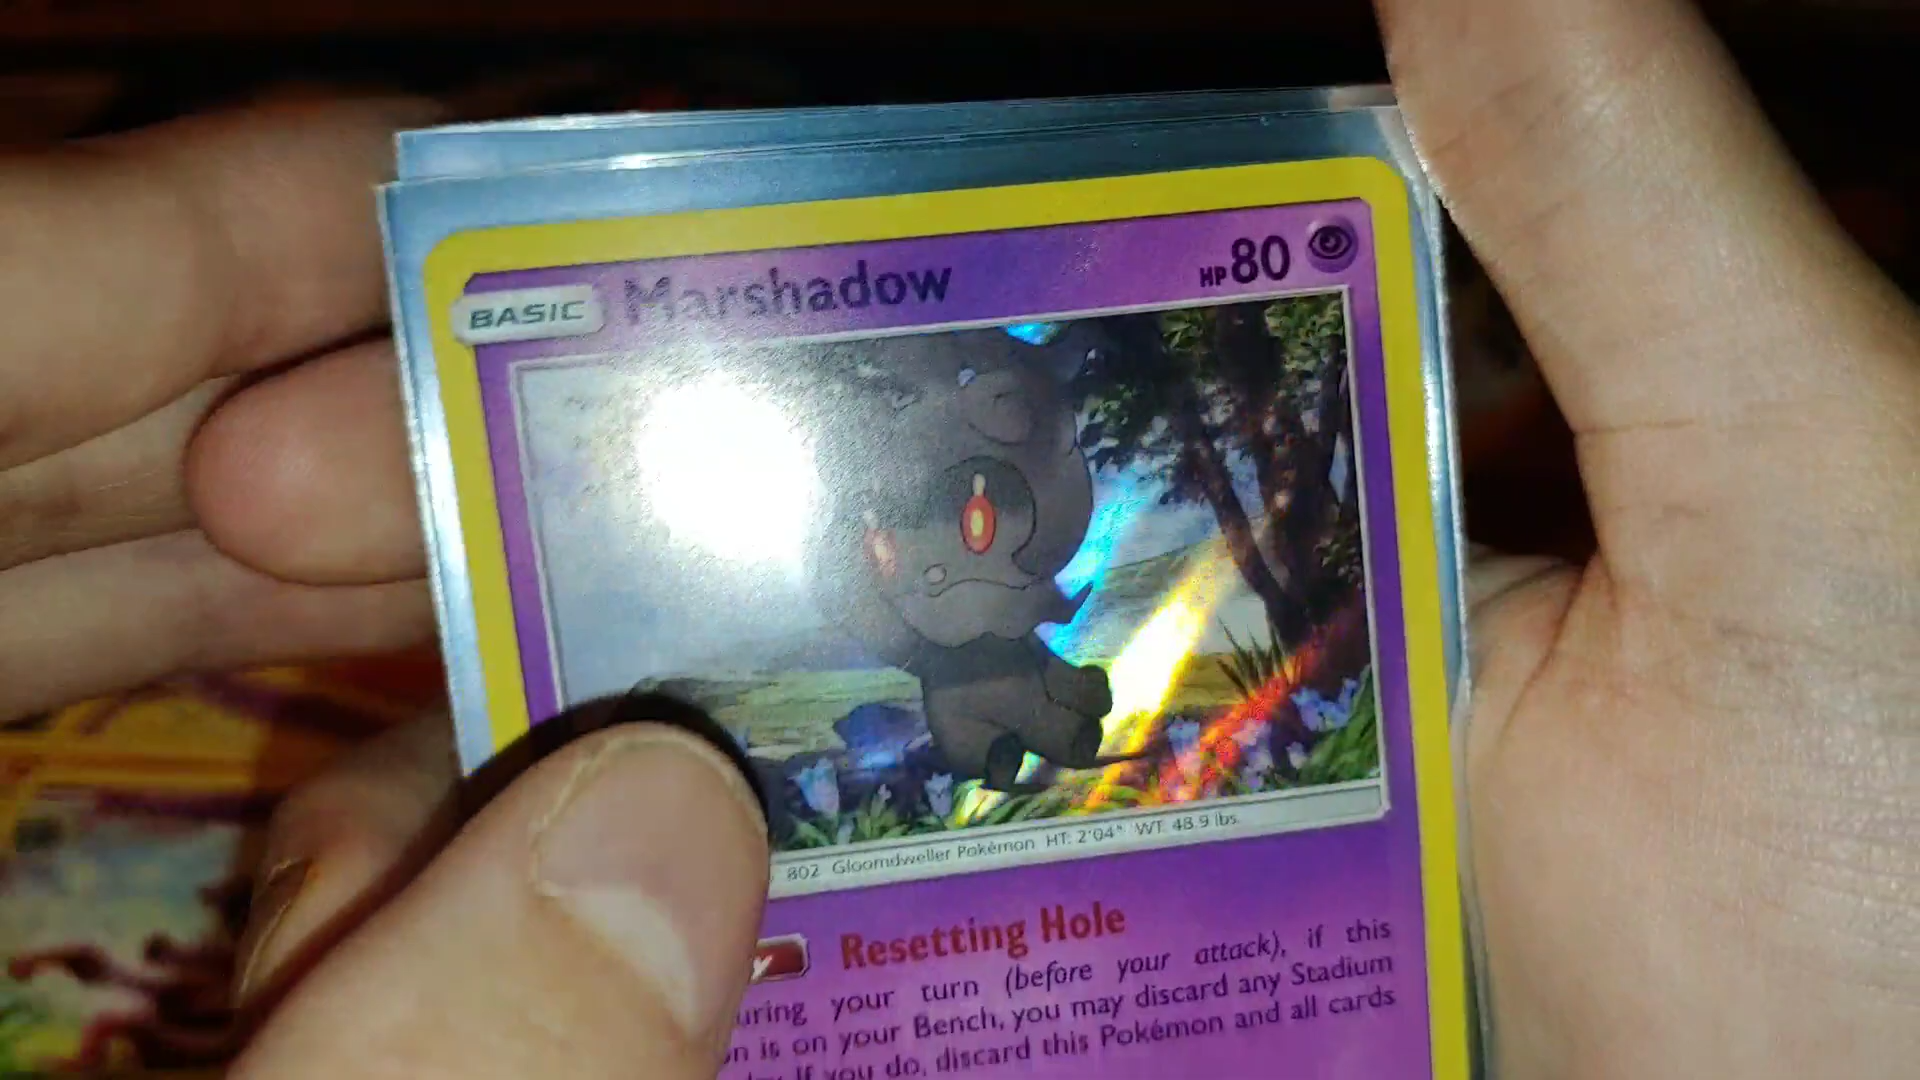 BASIC Marshadow HP 80
802 Gloomdweller Pokémon HT: 2'04" WT: 48.9 lbs.
Resetting Hole
uring your turn (before your attack), if this
n is on your Bench, you may discard any Stadium
If you do, discard this Pokémon and all cards